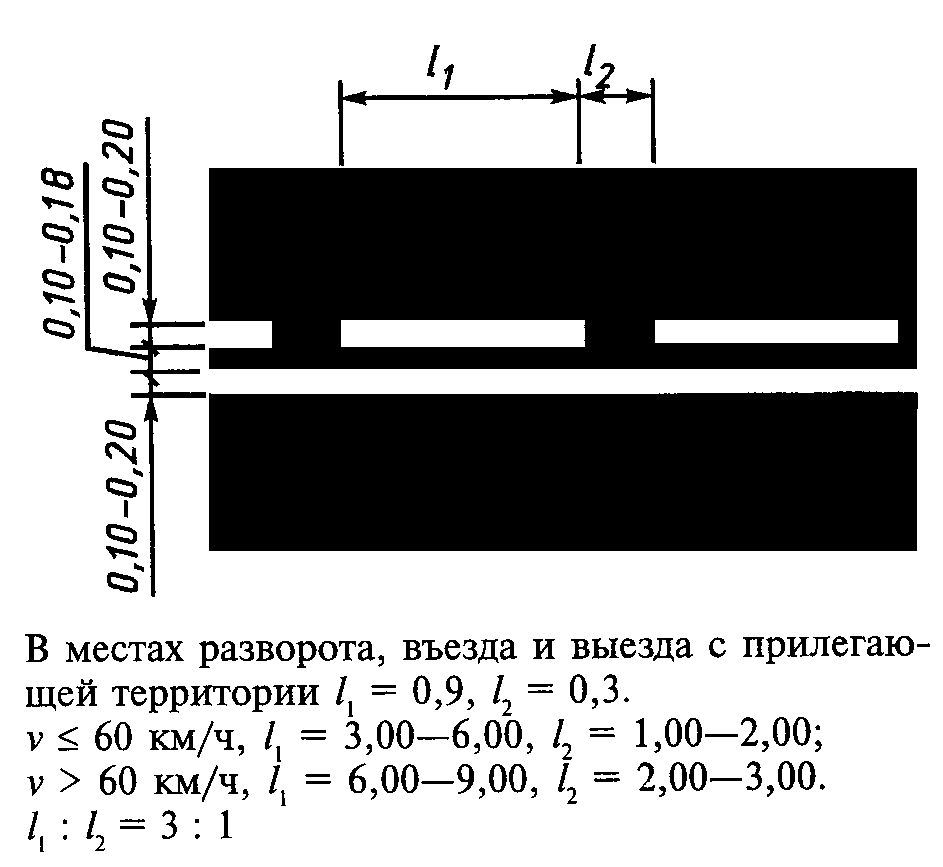 l₁ l₂
0,10–0,18
0,10–0,20
0,10–0,20
В местах разворота, въезда и выезда с прилегаю-
щей территории l₁ = 0,9, l₂ = 0,3.
v ≤ 60 км/ч, l₁ = 3,00—6,00, l₂ = 1,00—2,00;
v > 60 км/ч, l₁ = 6,00—9,00, l₂ = 2,00—3,00.
l₁ : l₂ = 3 : 1